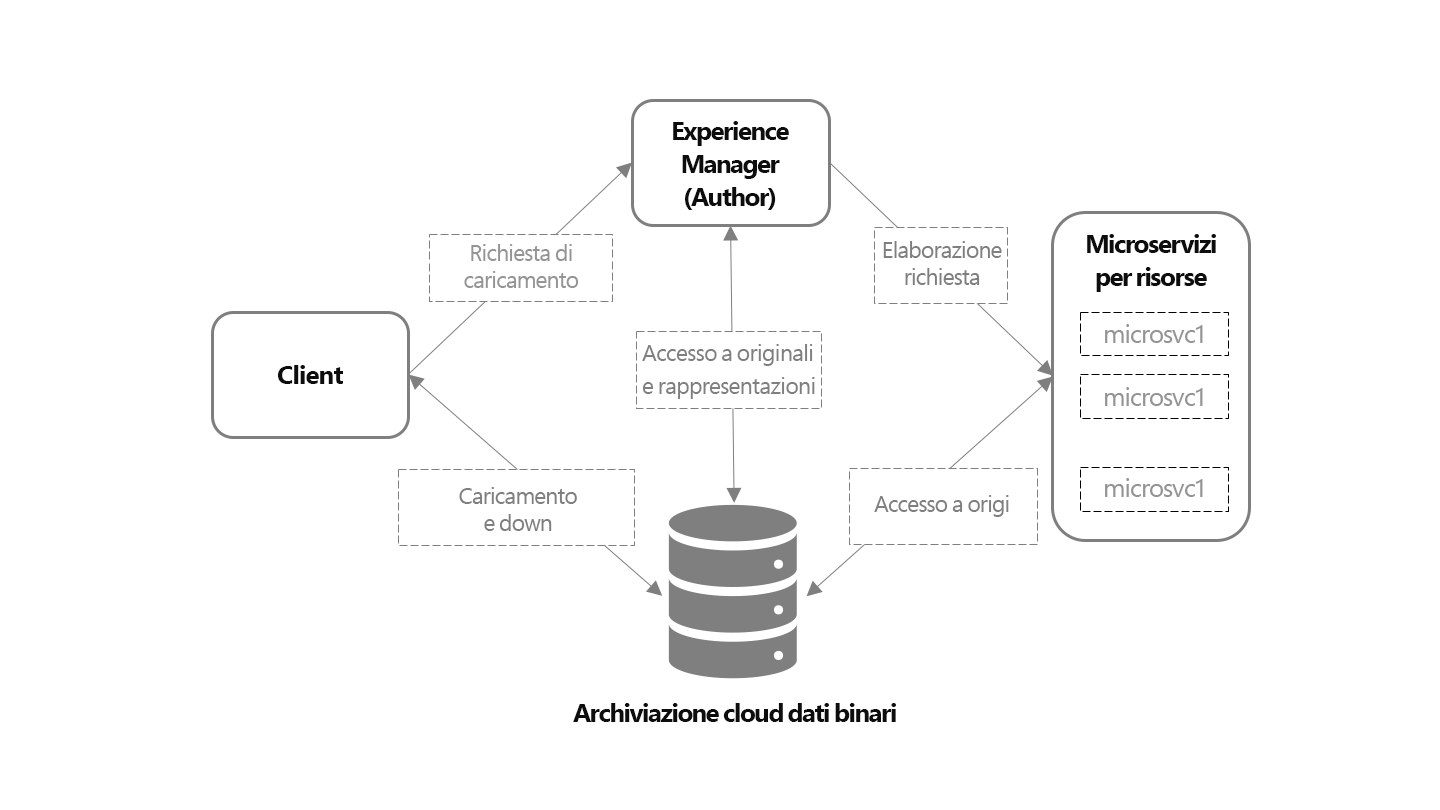 Experience
Manager
(Author)
Richiesta di
caricamento
Elaborazione
richiesta
Microservizi
per risorse
microsvc1
microsvc1
microsvc1
Client
Accesso a originali
e rappresentazioni
Caricamento
e down
Accesso a origi
Archiviazione cloud dati binari